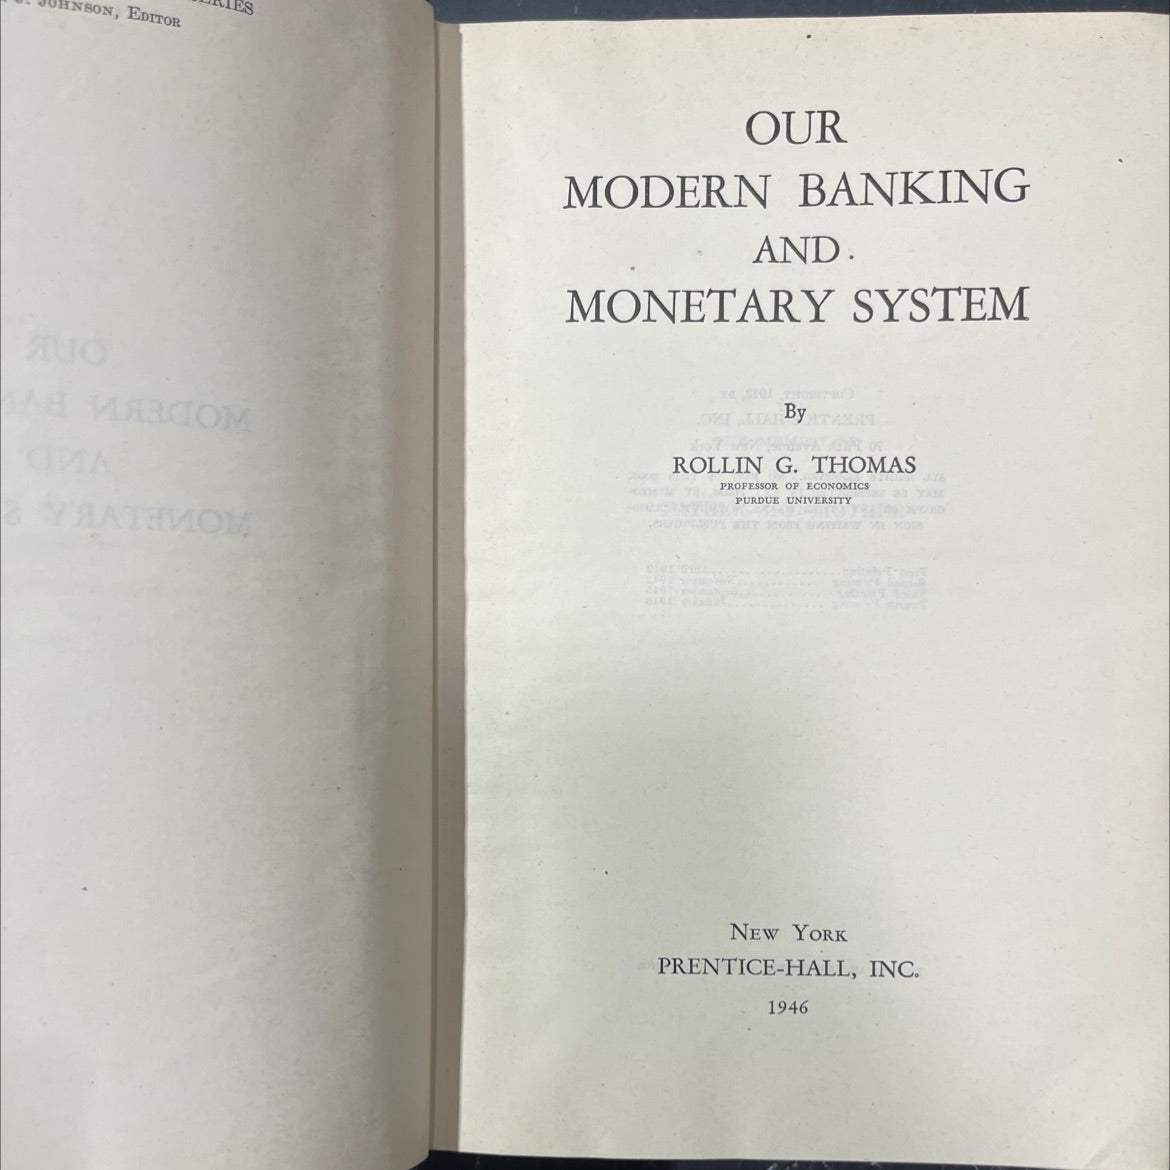 JOHNSON, EDITOR
OUR
MODERN BANKING
AND
MONETARY SYSTEM
By
ROLLIN G. THOMAS
PROFESSOR OF ECONOMICS
PURDUE UNIVERSITY
NEW YORK
PRENTICE-HALL, INC.
1946